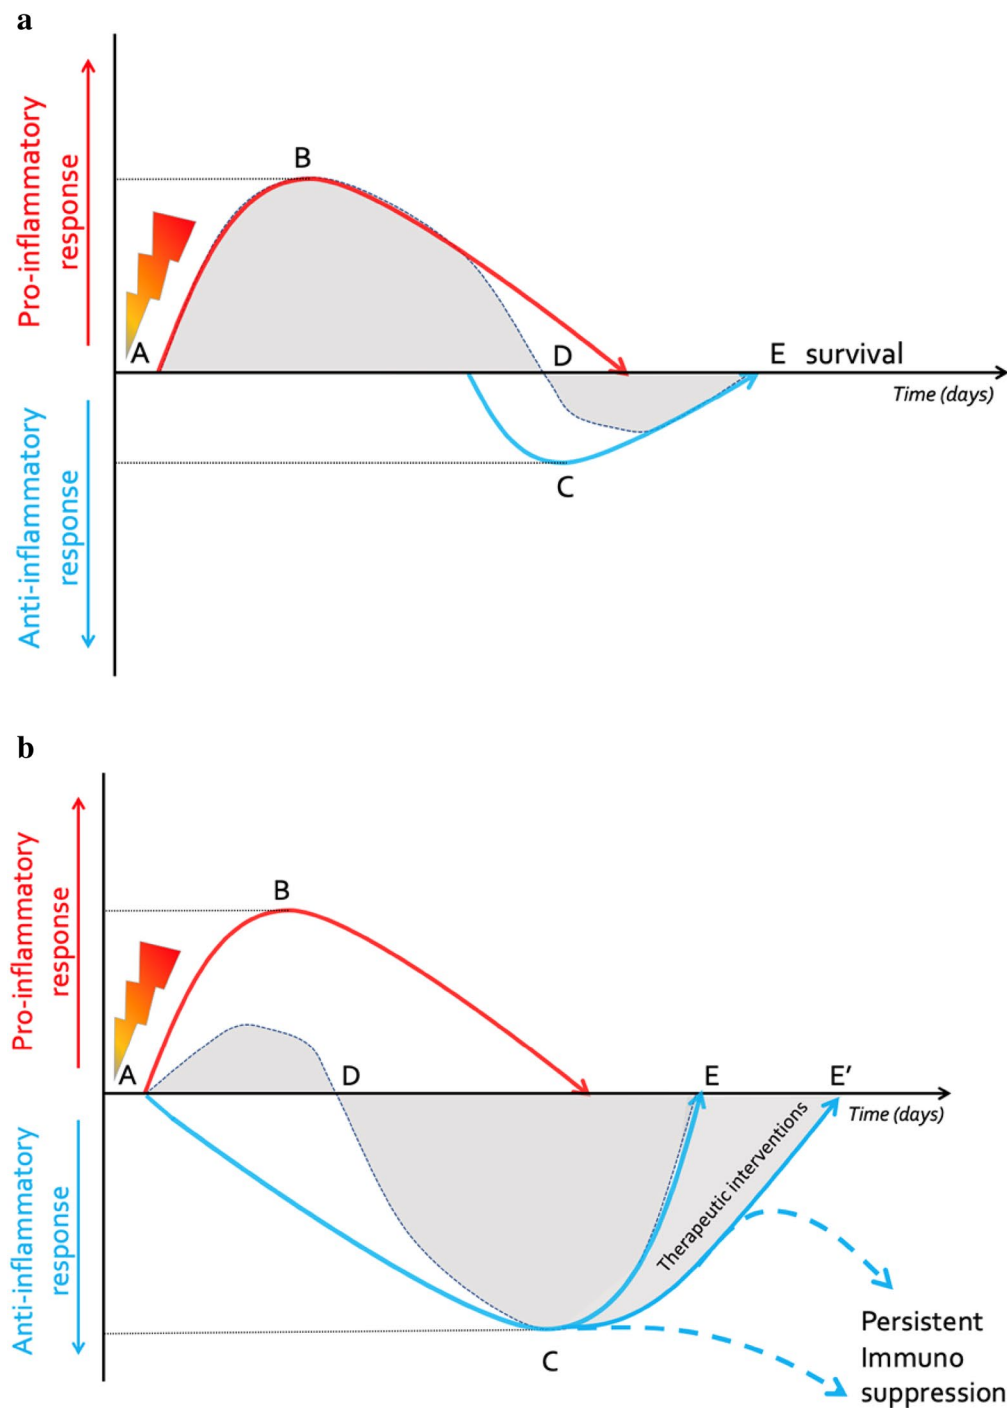 a
Pro-inflammatory
response
Anti-inflammatory
response
A
B
C
D
E survival
Time (days)
b
Pro-inflammatory
response
Anti-inflammatory
response
A
B
C
D
E
E′
Time (days)
Therapeutic interventions
Persistent
Immuno
suppression